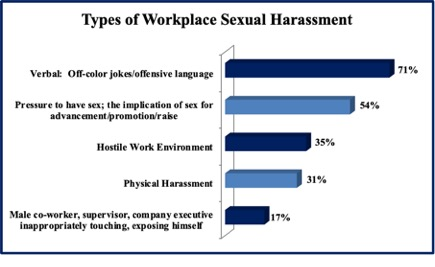 Types of Workplace Sexual Harassment
Verbal: Off-color jokes/offensive language
71%
Pressure to have sex; the implication of sex for
advancement/promotion/raise
54%
Hostile Work Environment
35%
Physical Harassment
31%
Male co-worker, supervisor, company executive
inappropriately touching, exposing himself
17%